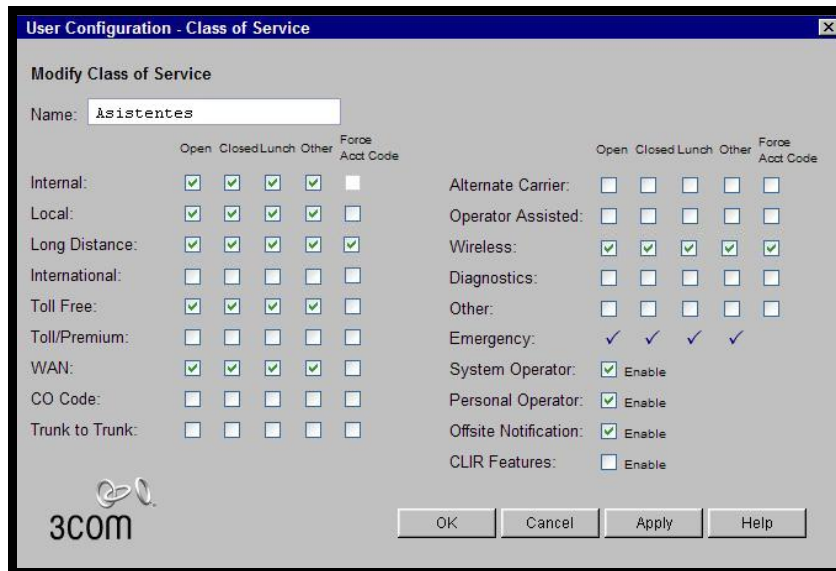 User Configuration - Class of Service
Modify Class of Service
Name: Asistentes
Open Closed Lunch Other Force Acct Code
Internal:
Local:
Long Distance:
International:
Toll Free:
Toll/Premium:
WAN:
CO Code:
Trunk to Trunk:
Open Closed Lunch Other Force Acct Code
Alternate Carrier:
Operator Assisted:
Wireless:
Diagnostics:
Other:
Emergency:
System Operator: Enable
Personal Operator: Enable
Offsite Notification: Enable
CLIR Features: Enable
3COM
OK Cancel Apply Help